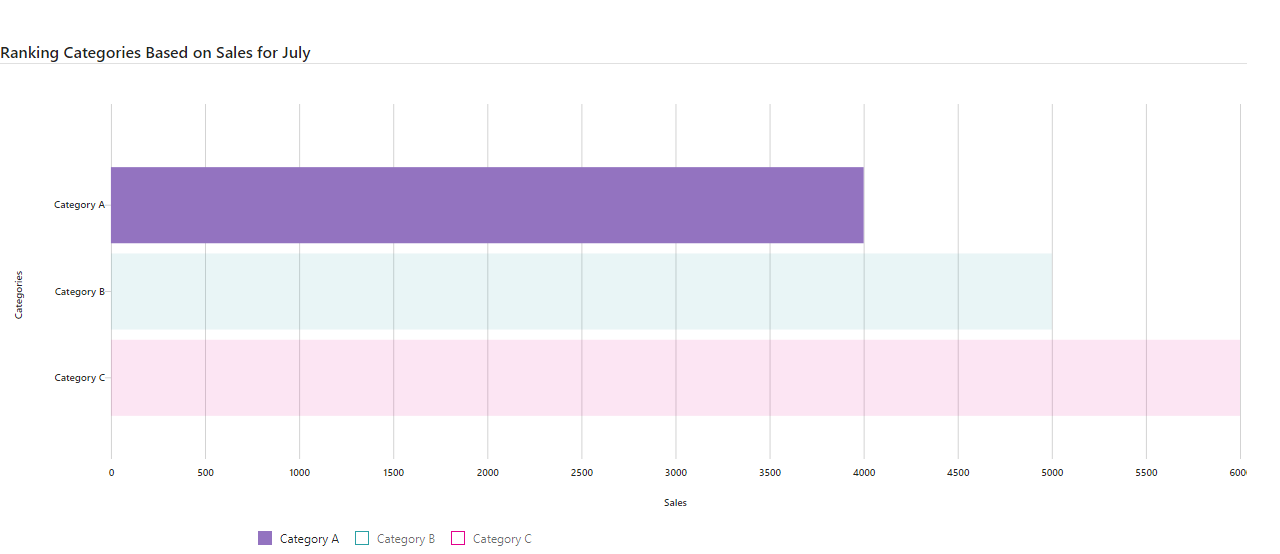 Ranking Categories Based on Sales for July
Categories
Category A
Category B
Category C
0 500 1000 1500 2000 2500 3000 3500 4000 4500 5000 5500 600
Sales
Category A Category B Category C